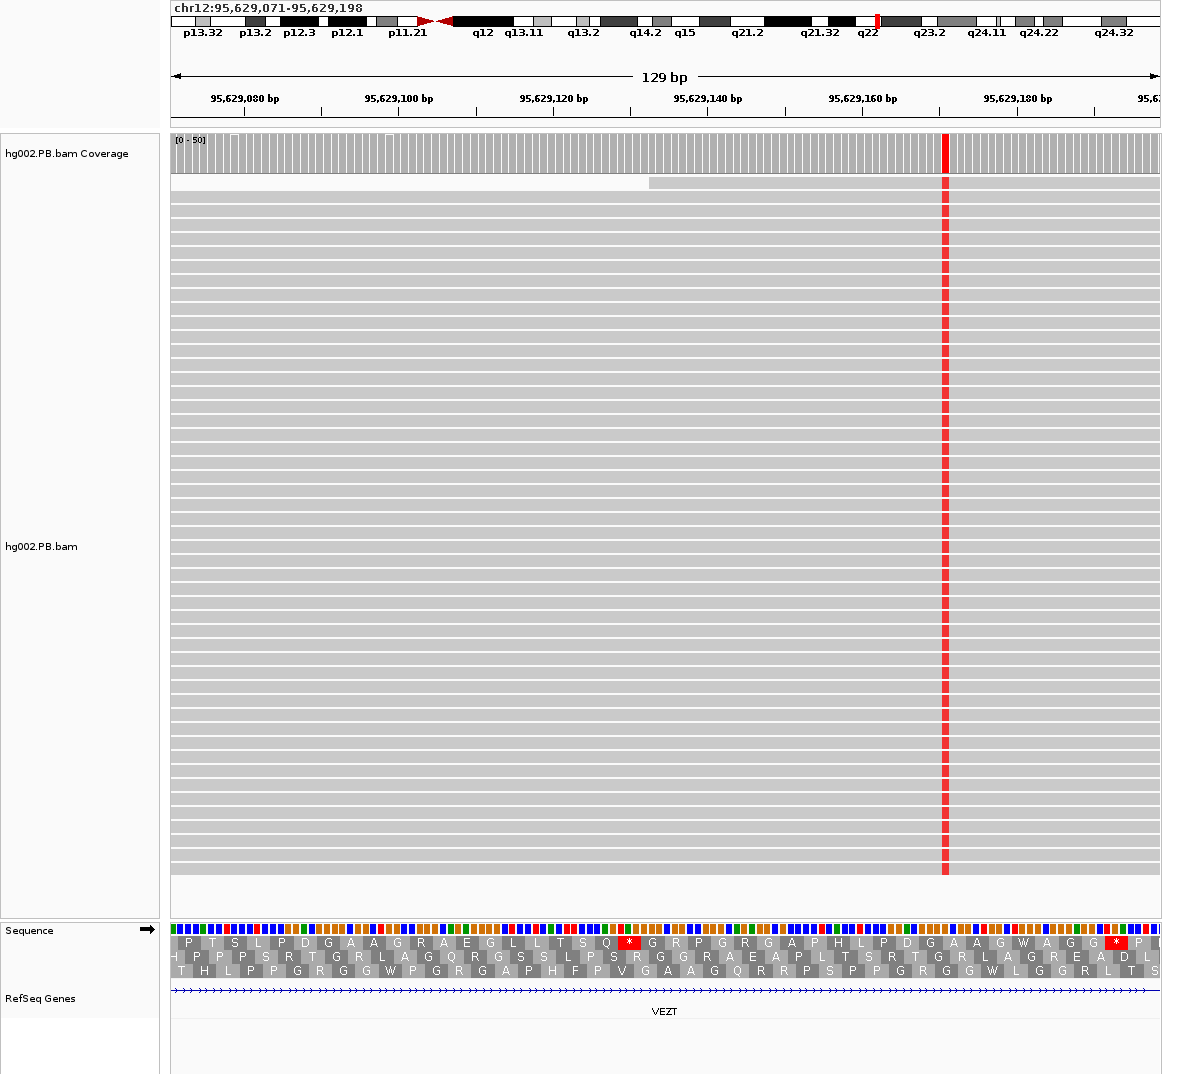 chr12:95,629,071-95,629,198
p13.32 p13.2 p12.3 p12.1 p11.21 q12 q13.11 q13.2 q14.2 q15 q21.2 q21.32 q22 q23.2 q24.11 q24.22 q24.32
129 bp
95,629,080 bp 95,629,100 bp 95,629,120 bp 95,629,140 bp 95,629,160 bp 95,629,180 bp 95,62
[0 - 50]
hg002.PB.bam Coverage
hg002.PB.bam
Sequence
P T S L P D G A A G R A E G L L T S Q * G R P G R G A P H L P D G A A G W A G G * P
H P P P S R T G R L A G Q R G S S L P S R G G R A E A P L T S R T G R L A G R E A D L
T H L P P G R G G W P G R G A P H F P V G A A G Q R R P S P P G R G G W L G G R L T S
RefSeq Genes
VEZT